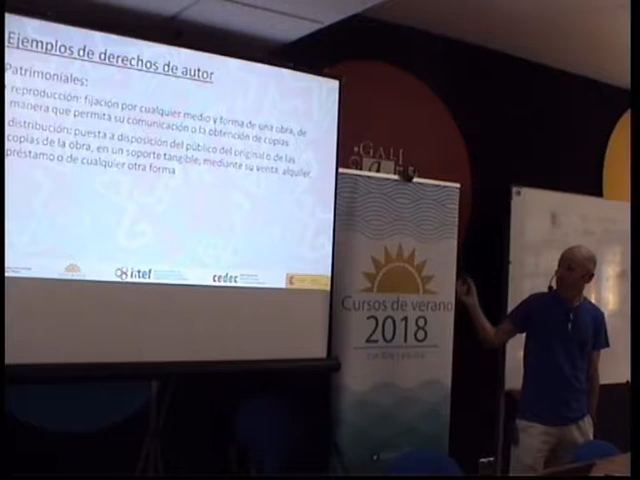 Ejemplos de derechos de autor
Patrimoniales:
reproducción: fijación por cualquier medio y forma de una obra, de
manera que permita su comunicación o la obtención de copias
distribución: puesta a disposición del público del original o de las
copias de la obra, en un soporte tangible, mediante su venta, alquiler,
préstamo o de cualquier otra forma
intef
cedec
Cursos de verano
2018